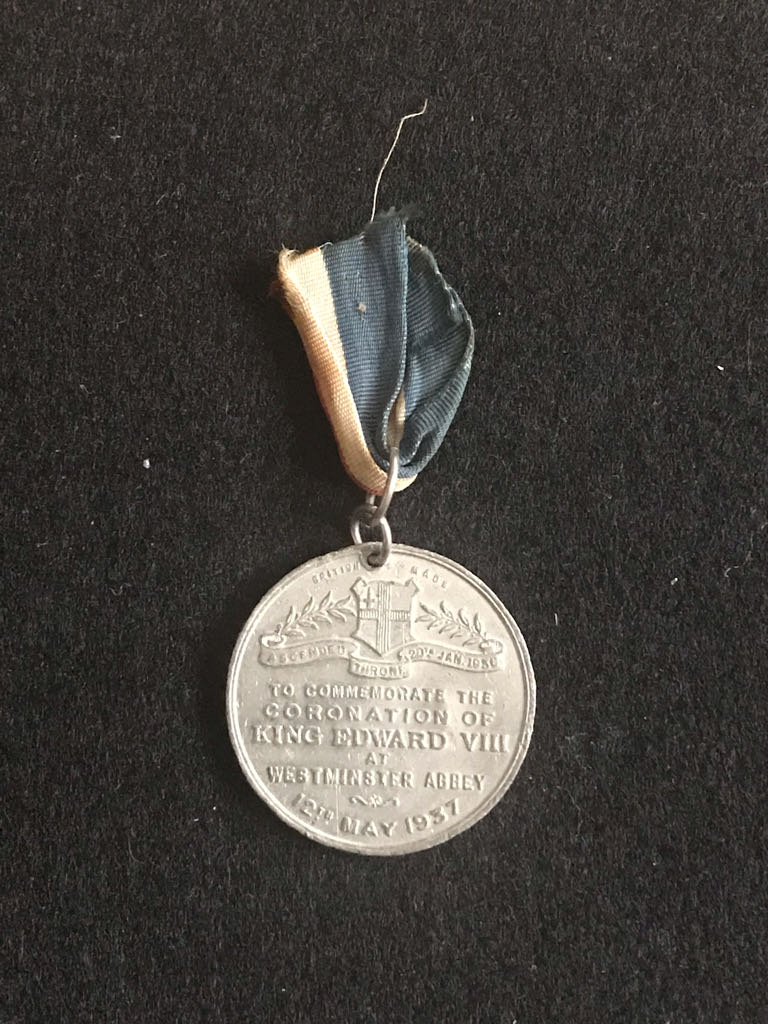 BRITISH MADE
ASCENDED THRONE 20TH JAN. 1936
TO COMMEMORATE THE
CORONATION OF
KING EDWARD VIII
AT
WESTMINSTER ABBEY
12TH MAY 1937